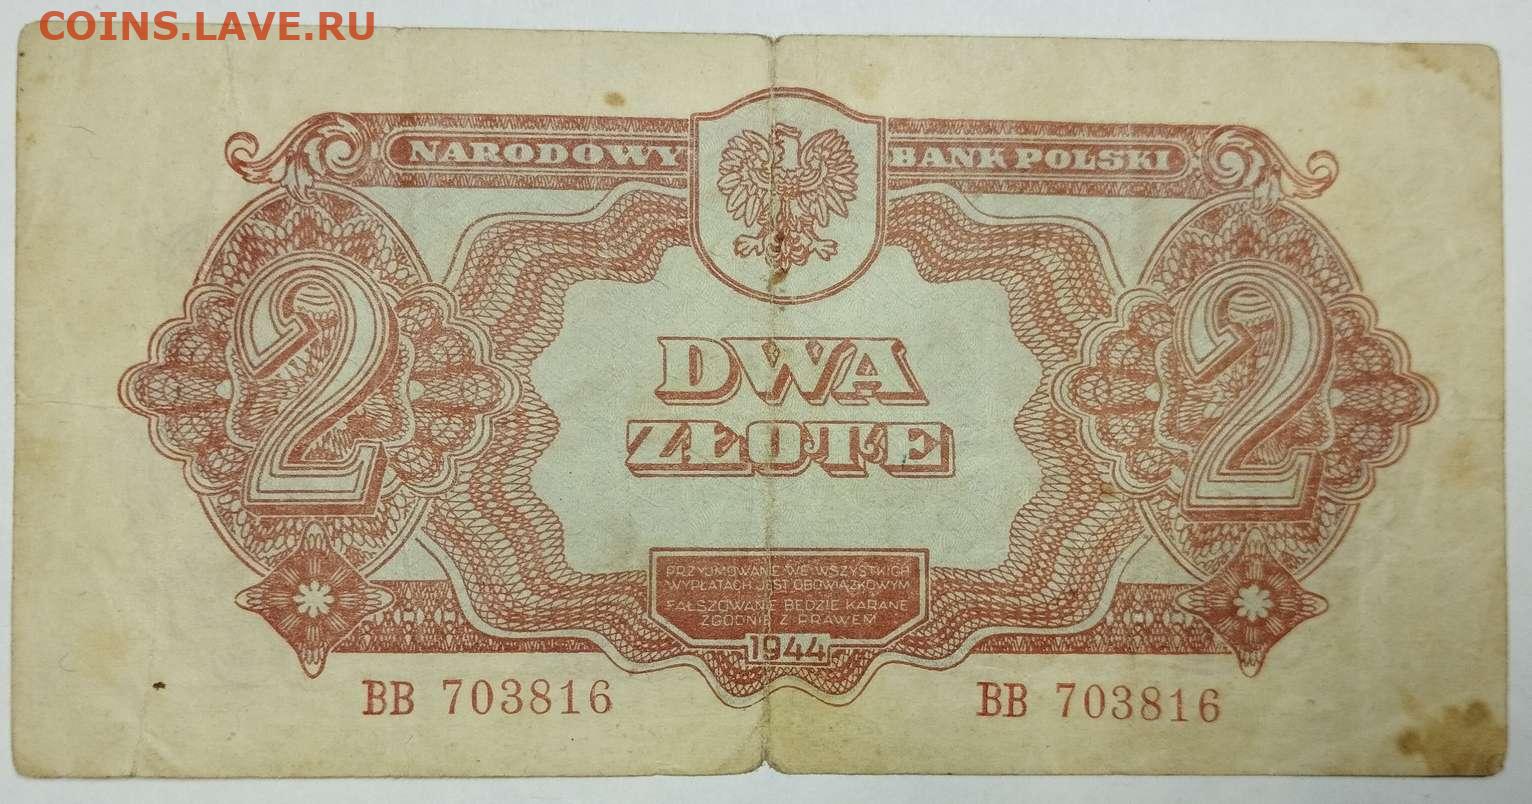 COINS.LAVE.RU
NARODOWY BANK POLSKI
2 2
DWA
ZŁOTE
PRZYJMOWANIE WE WSZYSTKICH
WYPŁATACH JEST OBOWIĄZKOWYM
FAŁSZOWANIE BĘDZIE KARANE
ZGODNIE Z PRAWEM
1944
BB 703816 BB 703816